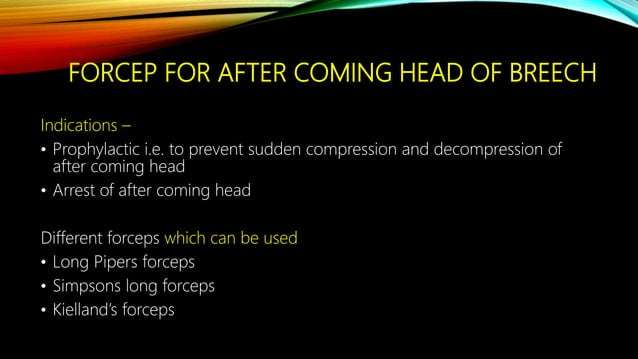 FORCEP FOR AFTER COMING HEAD OF BREECH
Indications –
• Prophylactic i.e. to prevent sudden compression and decompression of
after coming head
• Arrest of after coming head
Different forceps which can be used
• Long Pipers forceps
• Simpsons long forceps
• Kielland’s forceps